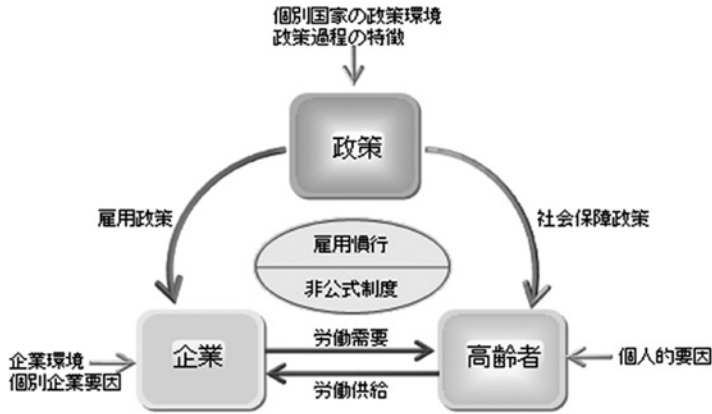 個別国家の政策環境
政策過程の特徴
政策
雇用政策
社会保障政策
雇用慣行
非公式制度
企業
労働需要
高齢者
企業環境
個別企業要因
個人的要因
労働供給